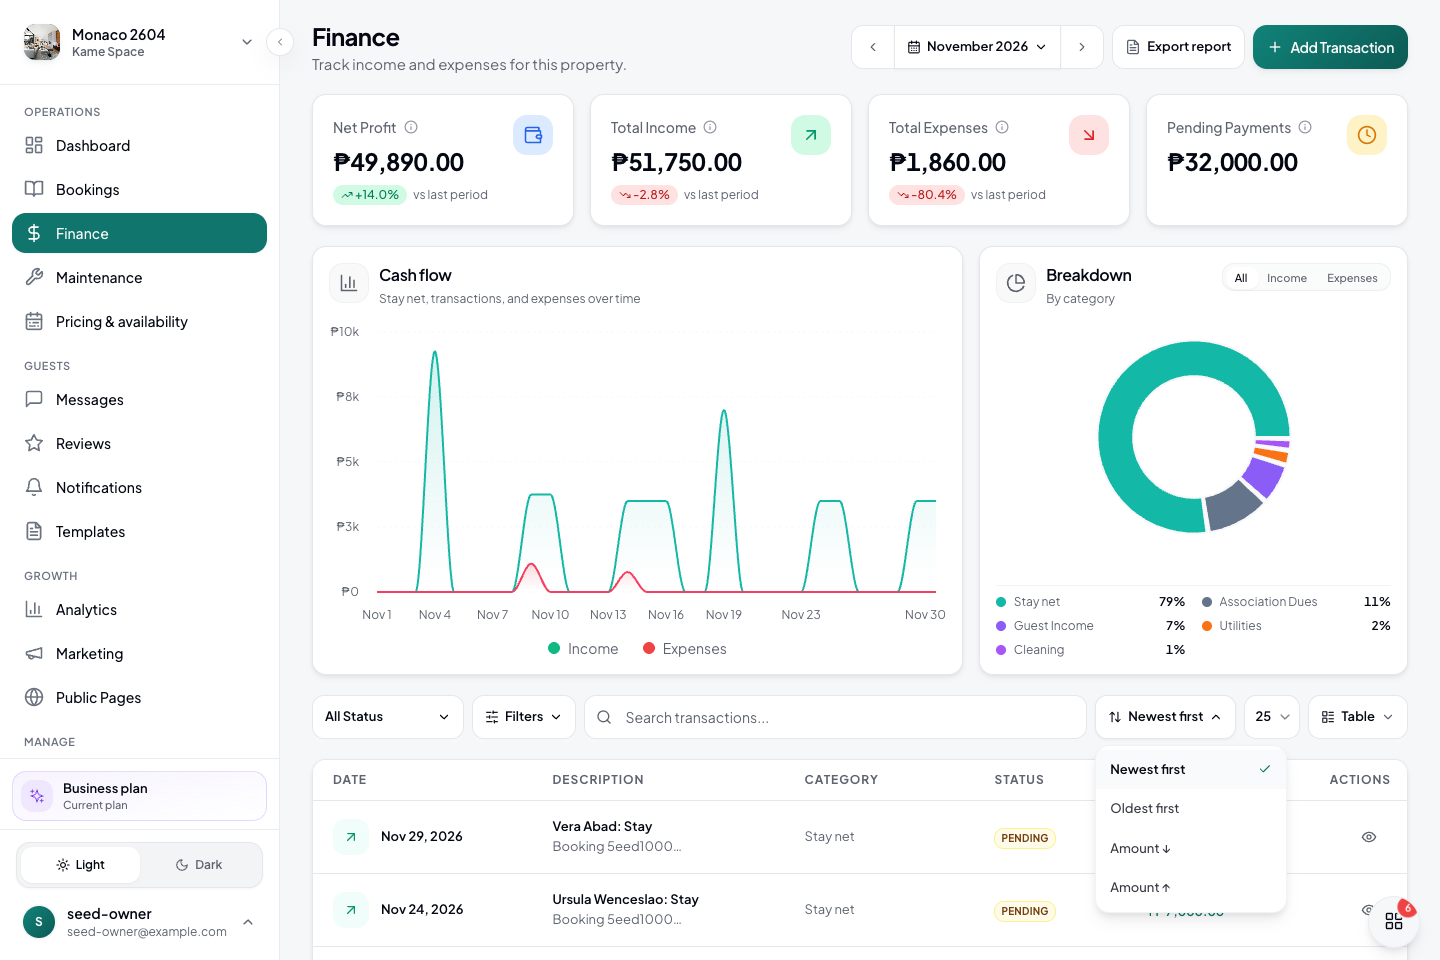 Monaco 2604
Kame Space
OPERATIONS
Dashboard
Bookings
Finance
Maintenance
Pricing & availability
GUESTS
Messages
Reviews
Notifications
Templates
GROWTH
Analytics
Marketing
Public Pages
MANAGE
Business plan
Current plan
Light
Dark
S
seed-owner
seed-owner@example.com
Finance
Track income and expenses for this property.
November 2026
Export report
Add Transaction
Net Profit
₱49,890.00
+14.0% vs last period
Total Income
₱51,750.00
-2.8% vs last period
Total Expenses
₱1,860.00
-80.4% vs last period
Pending Payments
₱32,000.00
Cash flow
Stay net, transactions, and expenses over time
₱10k
₱8k
₱5k
₱3k
₱0
Nov 1 Nov 4 Nov 7 Nov 10 Nov 13 Nov 16 Nov 19 Nov 23 Nov 30
Income Expenses
Breakdown
By category
All Income Expenses
Stay net 79%
Association Dues 11%
Guest Income 7%
Utilities 2%
Cleaning 1%
All Status
Filters
Search transactions...
Newest first
25
Table
Newest first
Oldest first
Amount ↓
Amount ↑
DATE DESCRIPTION CATEGORY STATUS ACTIONS
Nov 29, 2026
Vera Abad: Stay
Booking 5eed1000...
Stay net
PENDING
Nov 24, 2026
Ursula Wenceslao: Stay
Booking 5eed1000...
Stay net
PENDING
6